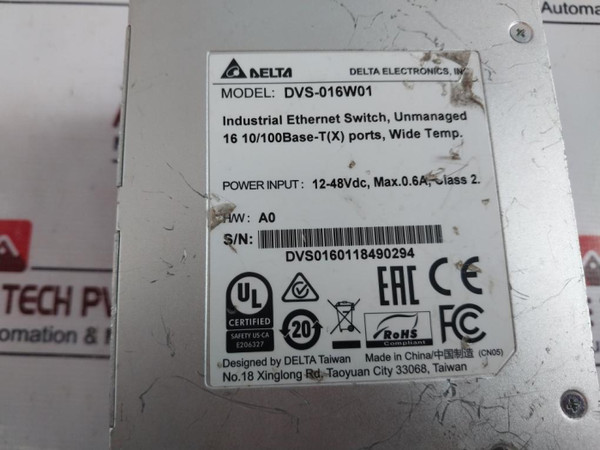 Automa
DELTA
DELTA ELECTRONICS, INC.
MODEL: DVS-016W01
Industrial Ethernet Switch, Unmanaged
16 10/100Base-T(X) ports, Wide Temp.
POWER INPUT: 12-48Vdc, Max.0.6A, Class 2.
H/W: A0
S/N:
DVS0160118490294
UL
CERTIFIED
SAFETY US-CA
E206327
20
EAC
CE
RoHS
Compliant
FC
Designed by DELTA Taiwan
Made in China/中国制造 (CN05)
No.18 Xinglong Rd, Taoyuan City 33068, Taiwan
TECH PV
omation &